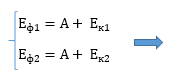 Eф1 = A + Eк1
Eф2 = A + Eк2